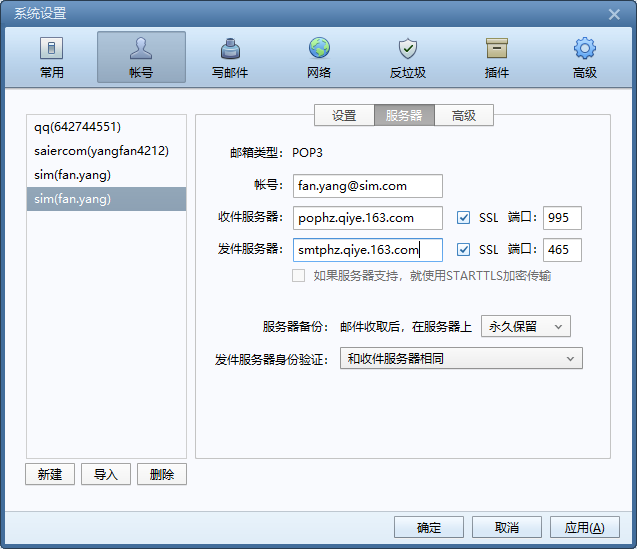 系统设置
常用 帐号 写邮件 网络 反垃圾 插件 高级
设置 服务器 高级
qq(642744551)
saiercom(yangfan4212)
sim(fan.yang)
sim(fan.yang)
邮箱类型： POP3
帐号： fan.yang@sim.com
收件服务器： pophz.qiye.163.com SSL 端口： 995
发件服务器： smtphz.qiye.163.com SSL 端口： 465
如果服务器支持，就使用STARTTLS加密传输
服务器备份： 邮件收取后，在服务器上 永久保留
发件服务器身份验证： 和收件服务器相同
新建 导入 删除
确定 取消 应用(A)